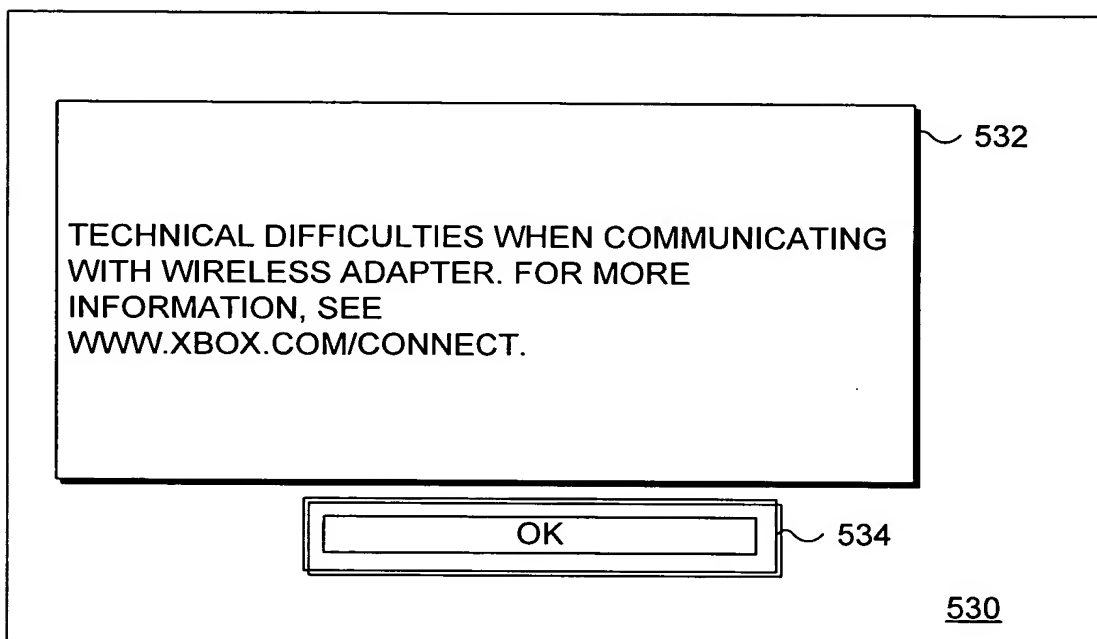 TECHNICAL DIFFICULTIES WHEN COMMUNICATING
WITH WIRELESS ADAPTER. FOR MORE
INFORMATION, SEE
WWW.XBOX.COM/CONNECT.
532
OK
534
530